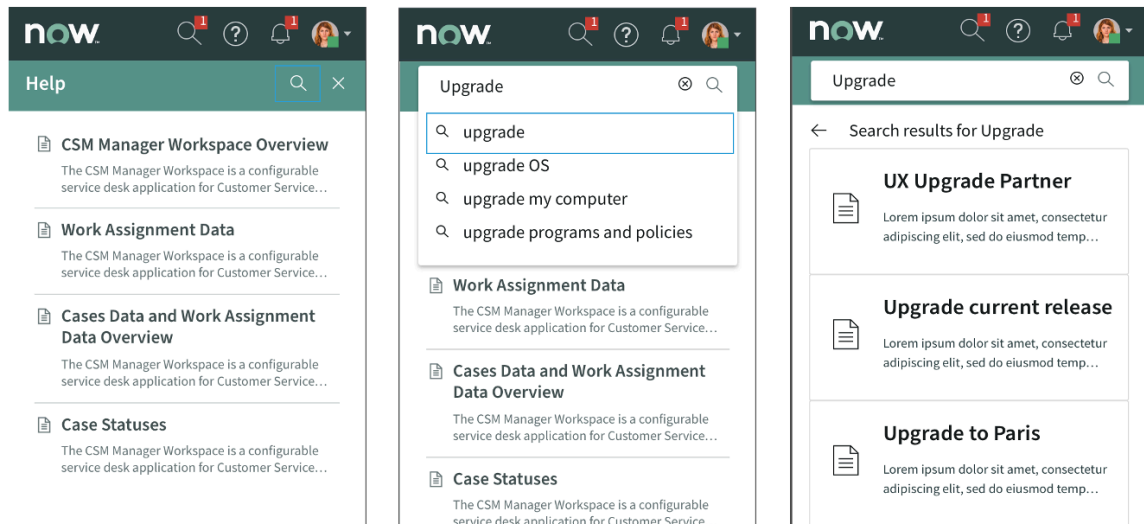 now.
1
1
Help
CSM Manager Workspace Overview
The CSM Manager Workspace is a configurable
service desk application for Customer Service...
Work Assignment Data
The CSM Manager Workspace is a configurable
service desk application for Customer Service...
Cases Data and Work Assignment
Data Overview
The CSM Manager Workspace is a configurable
service desk application for Customer Service...
Case Statuses
The CSM Manager Workspace is a configurable
service desk application for Customer Service...
now.
1
1
Upgrade
upgrade
upgrade OS
upgrade my computer
upgrade programs and policies
Work Assignment Data
The CSM Manager Workspace is a configurable
service desk application for Customer Service...
Cases Data and Work Assignment
Data Overview
The CSM Manager Workspace is a configurable
service desk application for Customer Service...
Case Statuses
The CSM Manager Workspace is a configurable
service desk application for Customer Service...
now.
1
1
Upgrade
Search results for Upgrade
UX Upgrade Partner
Lorem ipsum dolor sit amet, consectetur
adipiscing elit, sed do eiusmod temp...
Upgrade current release
Lorem ipsum dolor sit amet, consectetur
adipiscing elit, sed do eiusmod temp...
Upgrade to Paris
Lorem ipsum dolor sit amet, consectetur
adipiscing elit, sed do eiusmod temp...